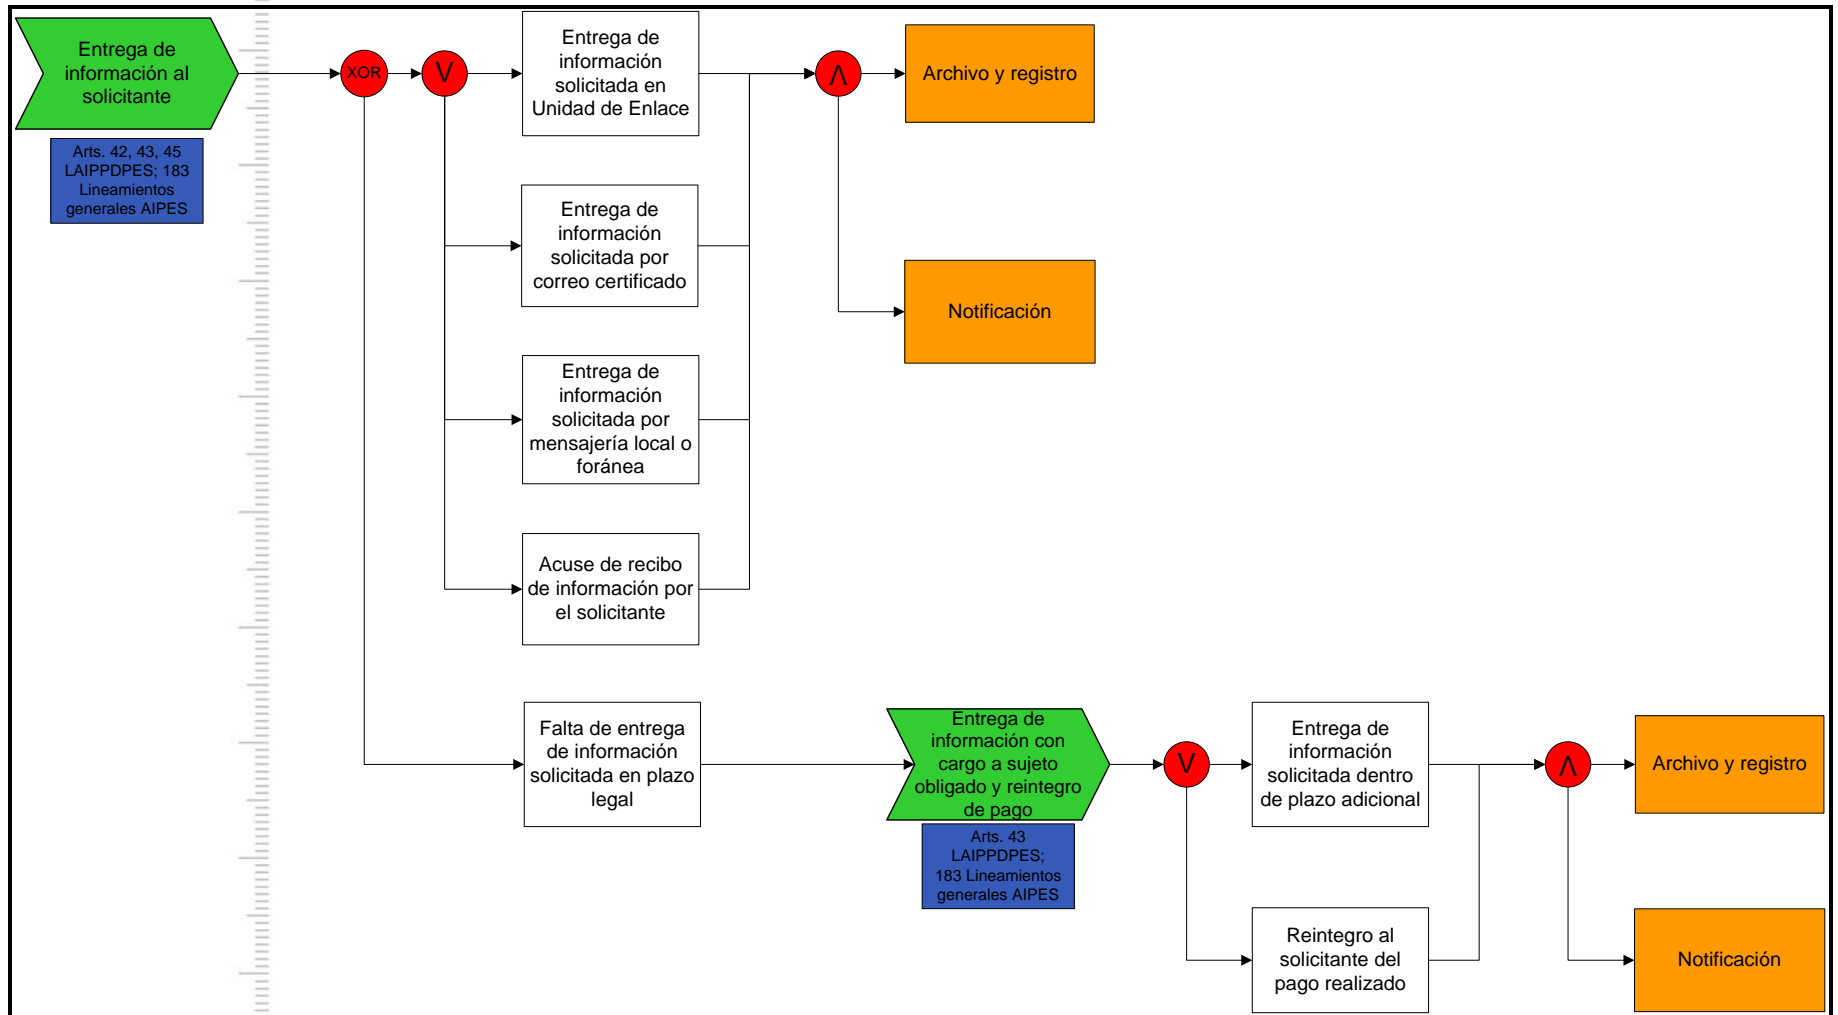 Entrega de
información al
solicitante
Arts. 42, 43, 45
LAIPPDPES; 183
Lineamientos
generales AIPES
XOR
V
Entrega de
información
solicitada en
Unidad de Enlace
Λ
Archivo y registro
Entrega de
información
solicitada por
correo certificado
Notificación
Entrega de
información
solicitada por
mensajería local o
foránea
Acuse de recibo
de información por
el solicitante
Falta de entrega
de información
solicitada en plazo
legal
Entrega de
información con
cargo a sujeto
obligado y reintegro
de pago
Arts. 43
LAIPPDPES;
183 Lineamientos
generales AIPES
V
Entrega de
información
solicitada dentro
de plazo adicional
Λ
Archivo y registro
Reintegro al
solicitante del
pago realizado
Notificación